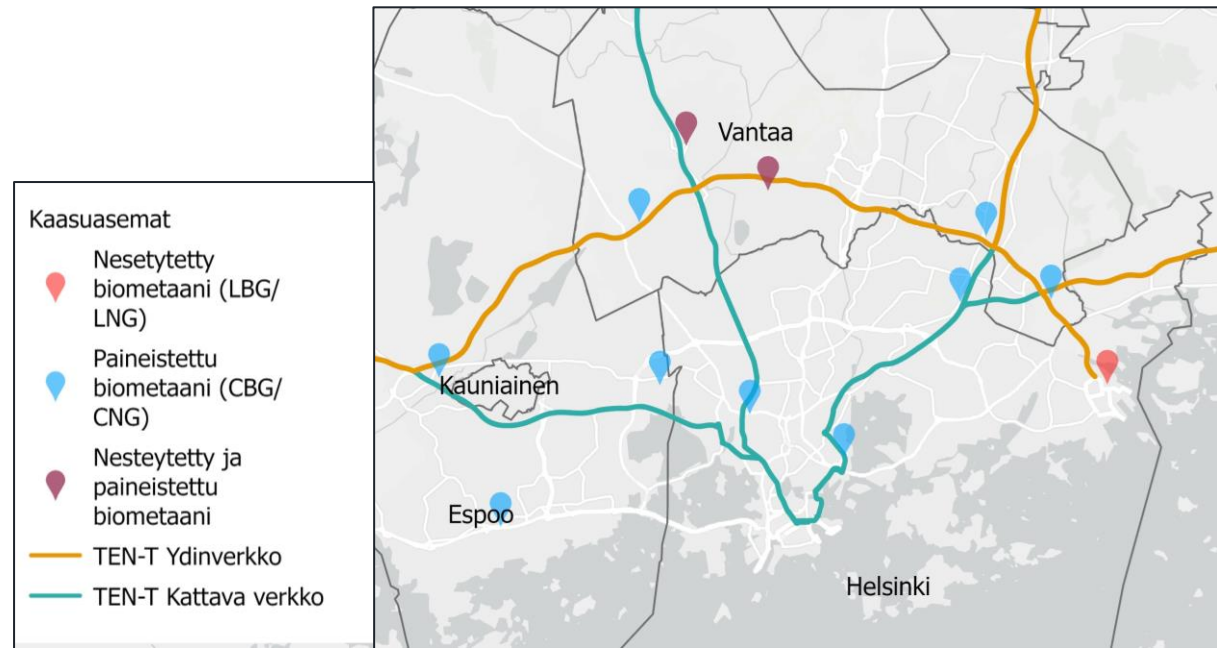 Kaasuasemat
Nesetytetty
biometaani (LBG/
LNG)
Paineistettu
biometaani (CBG/
CNG)
Nesteytetty ja
paineistettu
biometaani
TEN-T Ydinverkko
TEN-T Kattava verkko
Vantaa
Kauniainen
Espoo
Helsinki